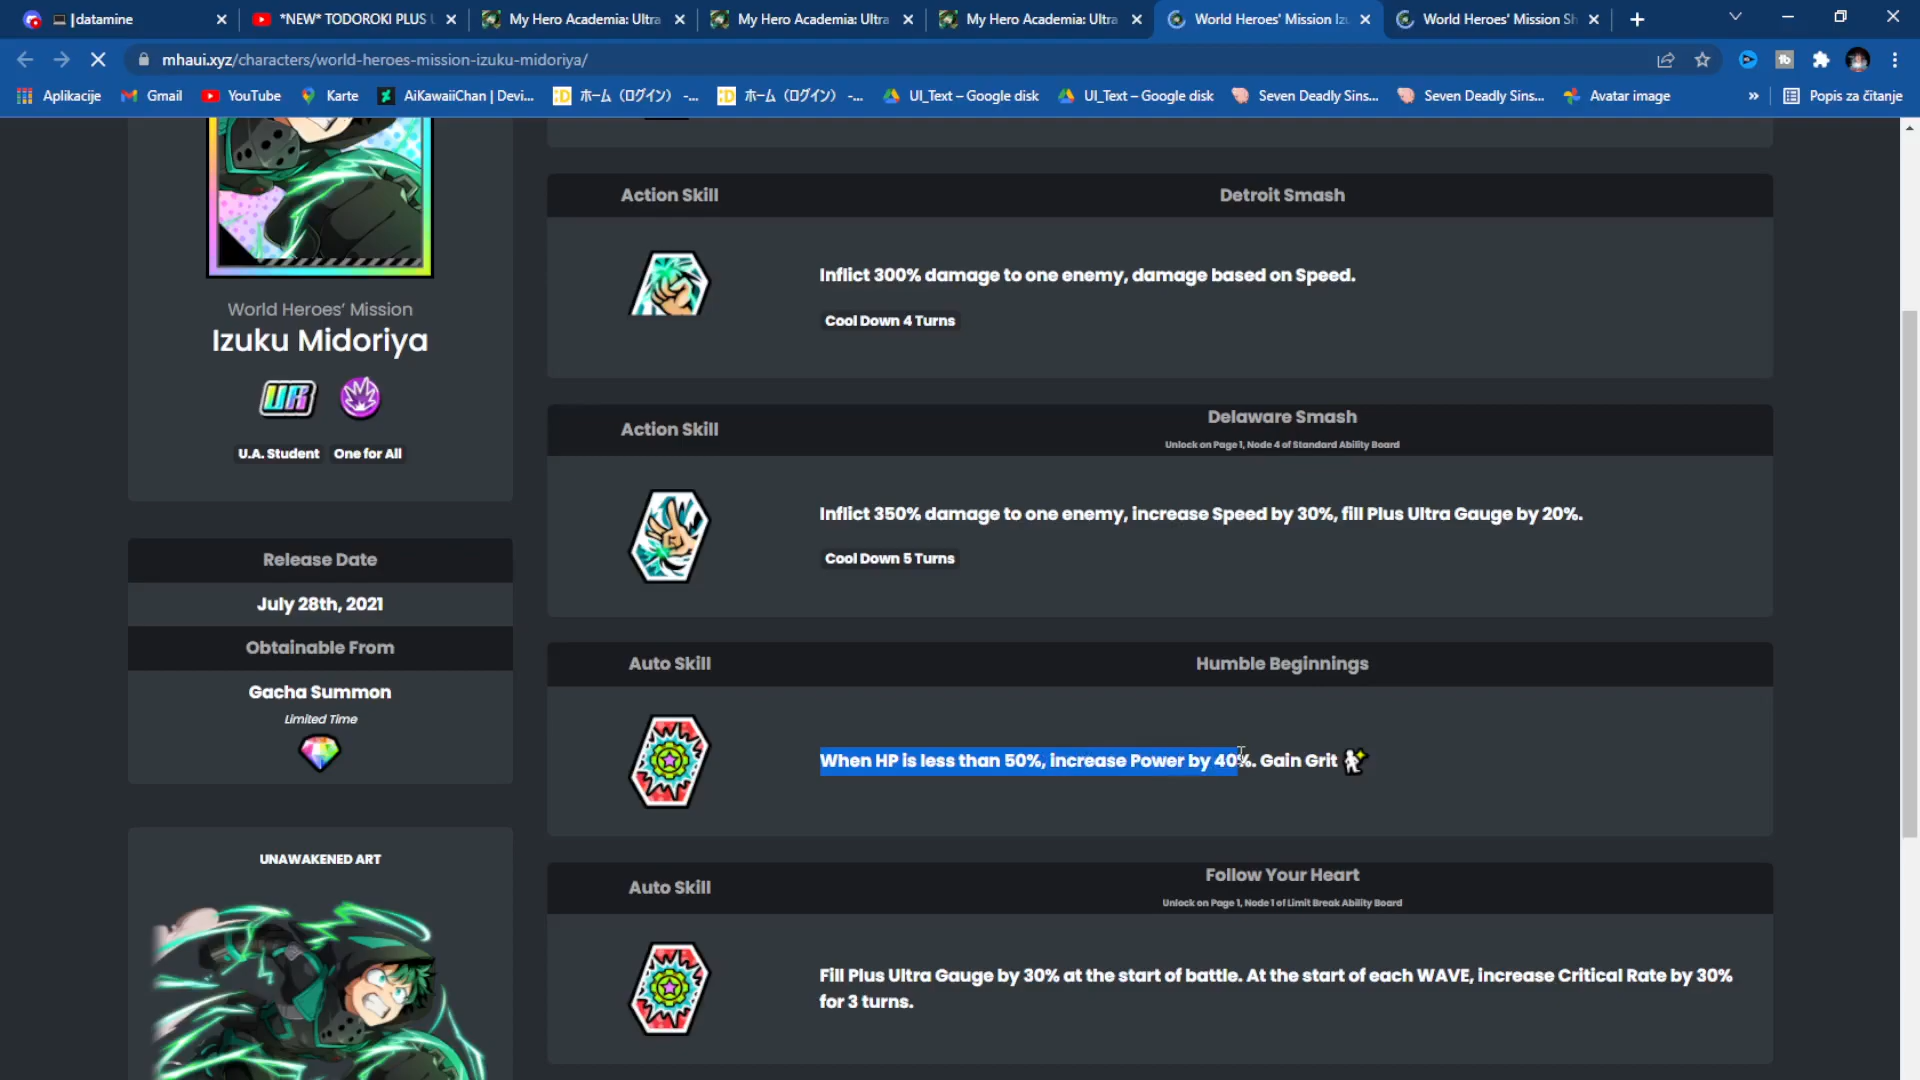 |datamine
*NEW* TODOROKI PLUS U
My Hero Academia: Ultra
My Hero Academia: Ultra
My Hero Academia: Ultra
World Heroes' Mission Iz
World Heroes' Mission Sh
mhaui.xyz/characters/world-heroes-mission-izuku-midoriya/
Aplikacije
Gmail
YouTube
Karte
AiKawaiiChan | Devi...
ホーム（ログイン） -...
ホーム（ログイン） -...
UI_Text – Google disk
UI_Text – Google disk
Seven Deadly Sins...
Seven Deadly Sins...
Avatar image
»
Popis za čitanje
World Heroes’ Mission
Izuku Midoriya
UR
U.A. Student One for All
Release Date
July 28th, 2021
Obtainable From
Gacha Summon
Limited Time
UNAWAKENED ART
Action Skill
Detroit Smash
Inflict 300% damage to one enemy, damage based on Speed.
Cool Down 4 Turns
Action Skill
Delaware Smash
Unlock on Page 1, Node 4 of Standard Ability Board
Inflict 350% damage to one enemy, increase Speed by 30%, fill Plus Ultra Gauge by 20%.
Cool Down 5 Turns
Auto Skill
Humble Beginnings
When HP is less than 50%, increase Power by 40%. Gain Grit
Auto Skill
Follow Your Heart
Unlock on Page 1, Node 1 of Limit Break Ability Board
Fill Plus Ultra Gauge by 30% at the start of battle. At the start of each WAVE, increase Critical Rate by 30%
for 3 turns.